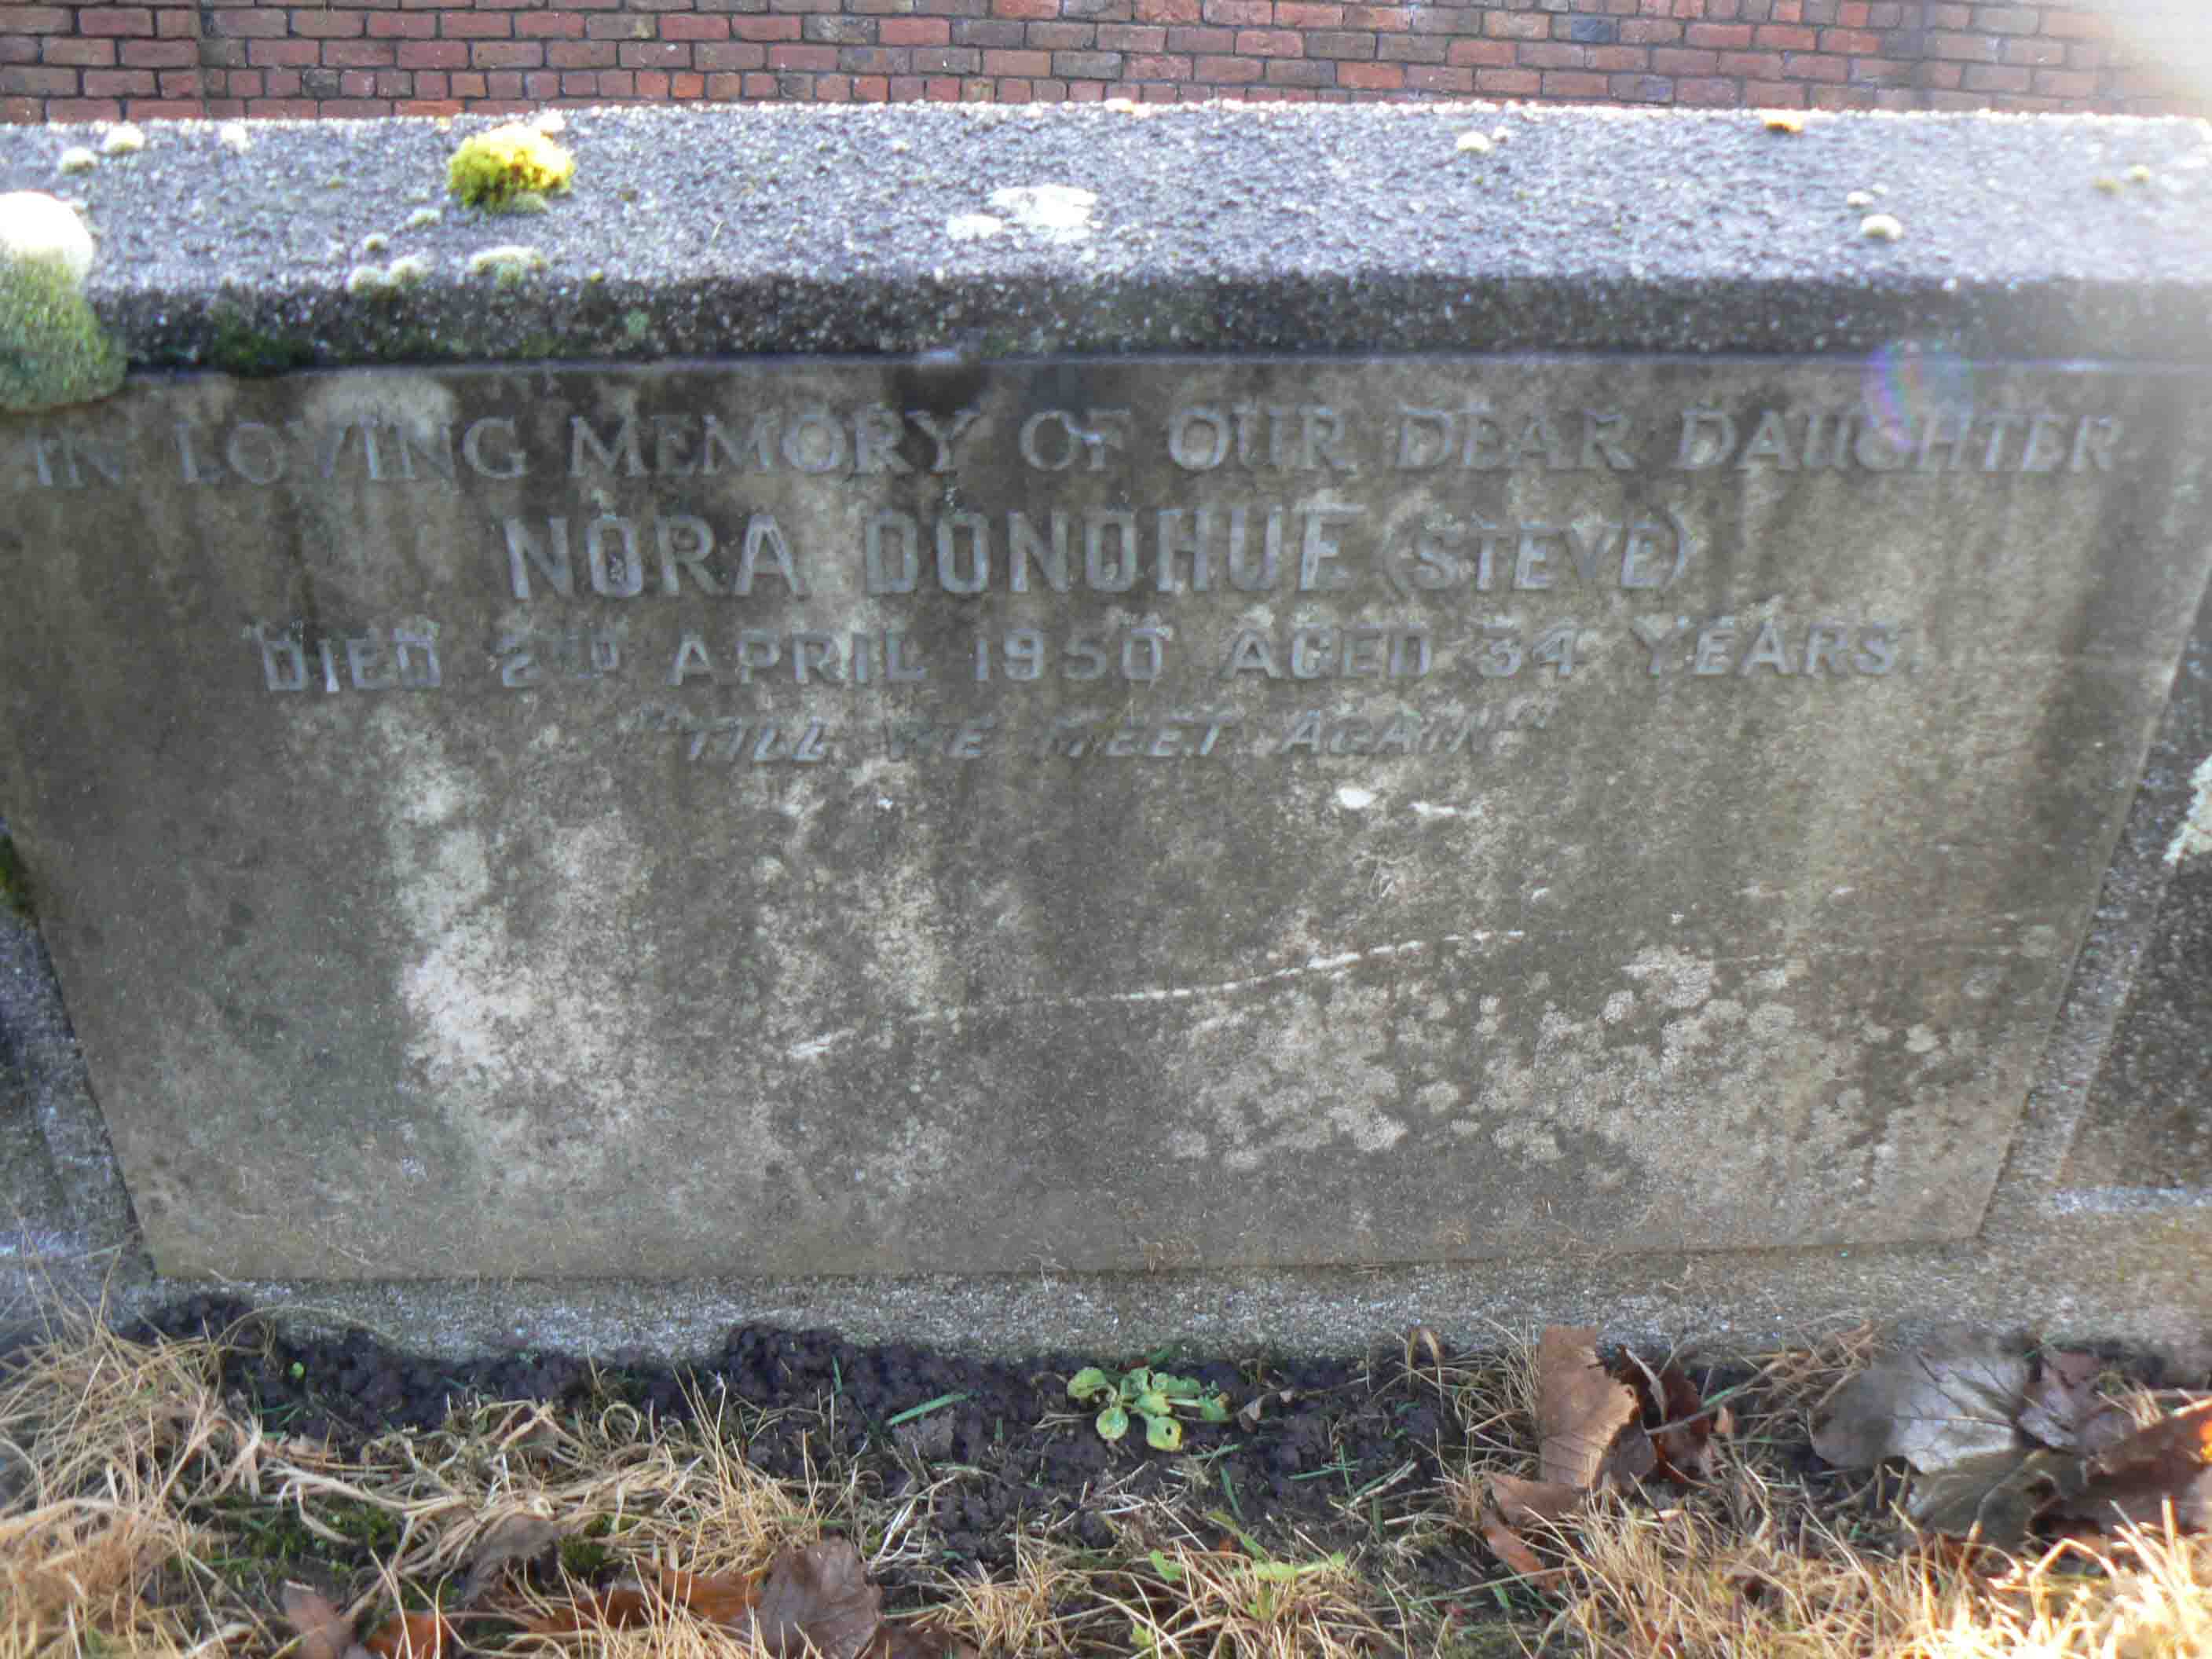 IN LOVING MEMORY OF OUR DEAR DAUGHTER
NORA DONOHUE (STEVE)
DIED 2ND APRIL 1950 AGED 34 YEARS.
"TILL WE MEET AGAIN"